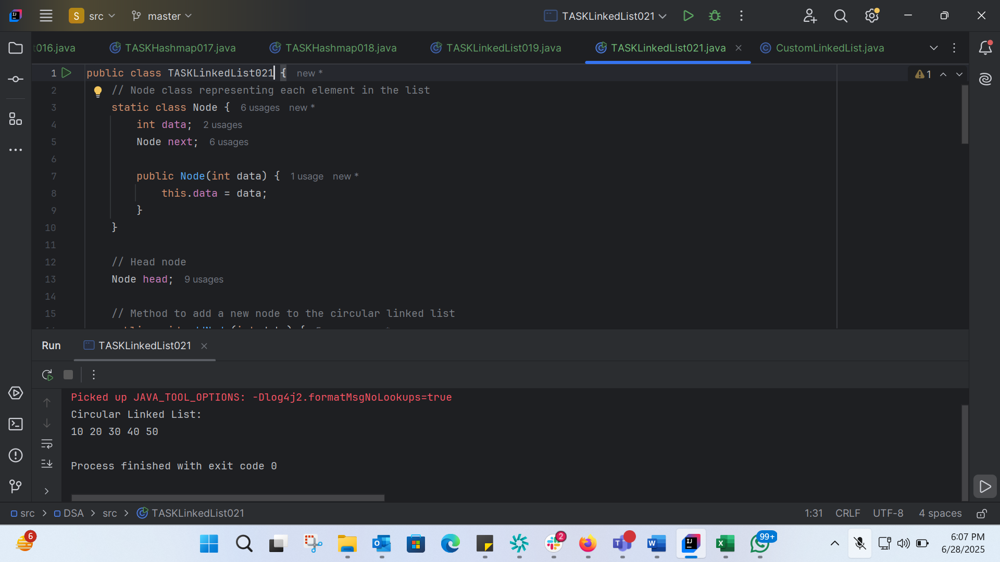 S src master TASKLinkedList021
t016.java TASKHashmap017.java TASKHashmap018.java TASKLinkedList019.java TASKLinkedList021.java CustomLinkedList.java
1 public class TASKLinkedList021 { new * 1
2 // Node class representing each element in the list
3 static class Node { 6 usages new *
4 int data; 2 usages
5 Node next; 6 usages
6
7 public Node(int data) { 1 usage new *
8 this.data = data;
9 }
10 }
11
12 // Head node
13 Node head; 9 usages
14
15 // Method to add a new node to the circular linked list
Run TASKLinkedList021
Picked up JAVA_TOOL_OPTIONS: -Dlog4j2.formatMsgNoLookups=true
Circular Linked List:
10 20 30 40 50
Process finished with exit code 0
src > DSA > src > TASKLinkedList021 1:31 CRLF UTF-8 4 spaces
6 2 99+ 6:07 PM
6/28/2025